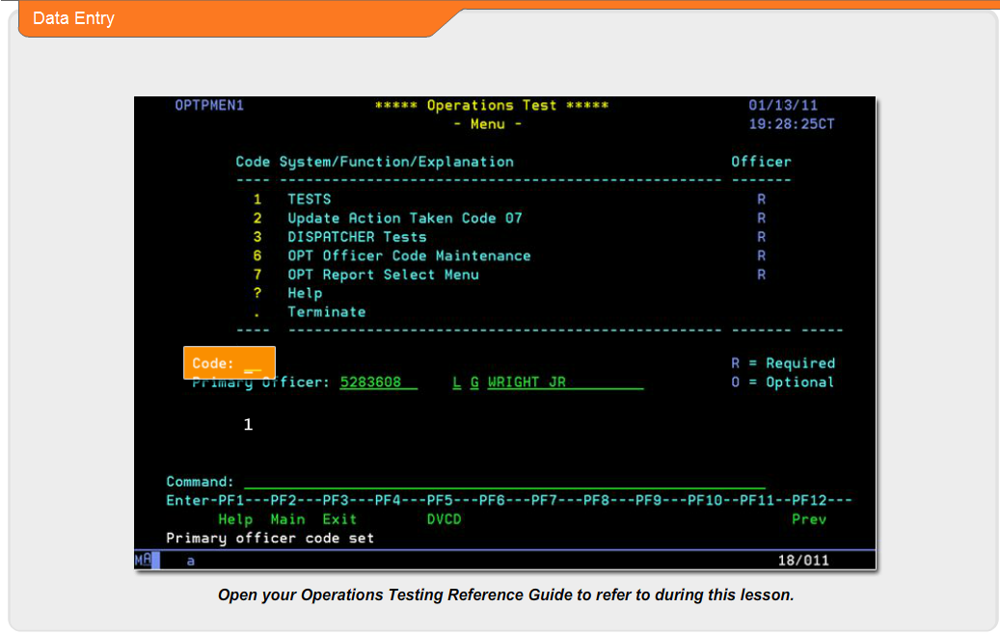 Data Entry
OPTPMEN1 ***** Operations Test ***** 01/13/11
- Menu - 19:28:25CT
Code System/Function/Explanation Officer
---- --------------------------------------------------- -------
1 TESTS R
2 Update Action Taken Code 07 R
3 DISPATCHER Tests R
6 OPT Officer Code Maintenance R
7 OPT Report Select Menu R
? Help
. Terminate
---- -------------------------------------------------- ------- -----
Code: __ R = Required
Primary Officer: 5283608 L G WRIGHT JR O = Optional
1
Command:
Enter-PF1---PF2---PF3---PF4---PF5---PF6---PF7---PF8---PF9---PF10--PF11--PF12---
Help Main Exit DVCD Prev
Primary officer code set
MA a 18/011
Open your Operations Testing Reference Guide to refer to during this lesson.